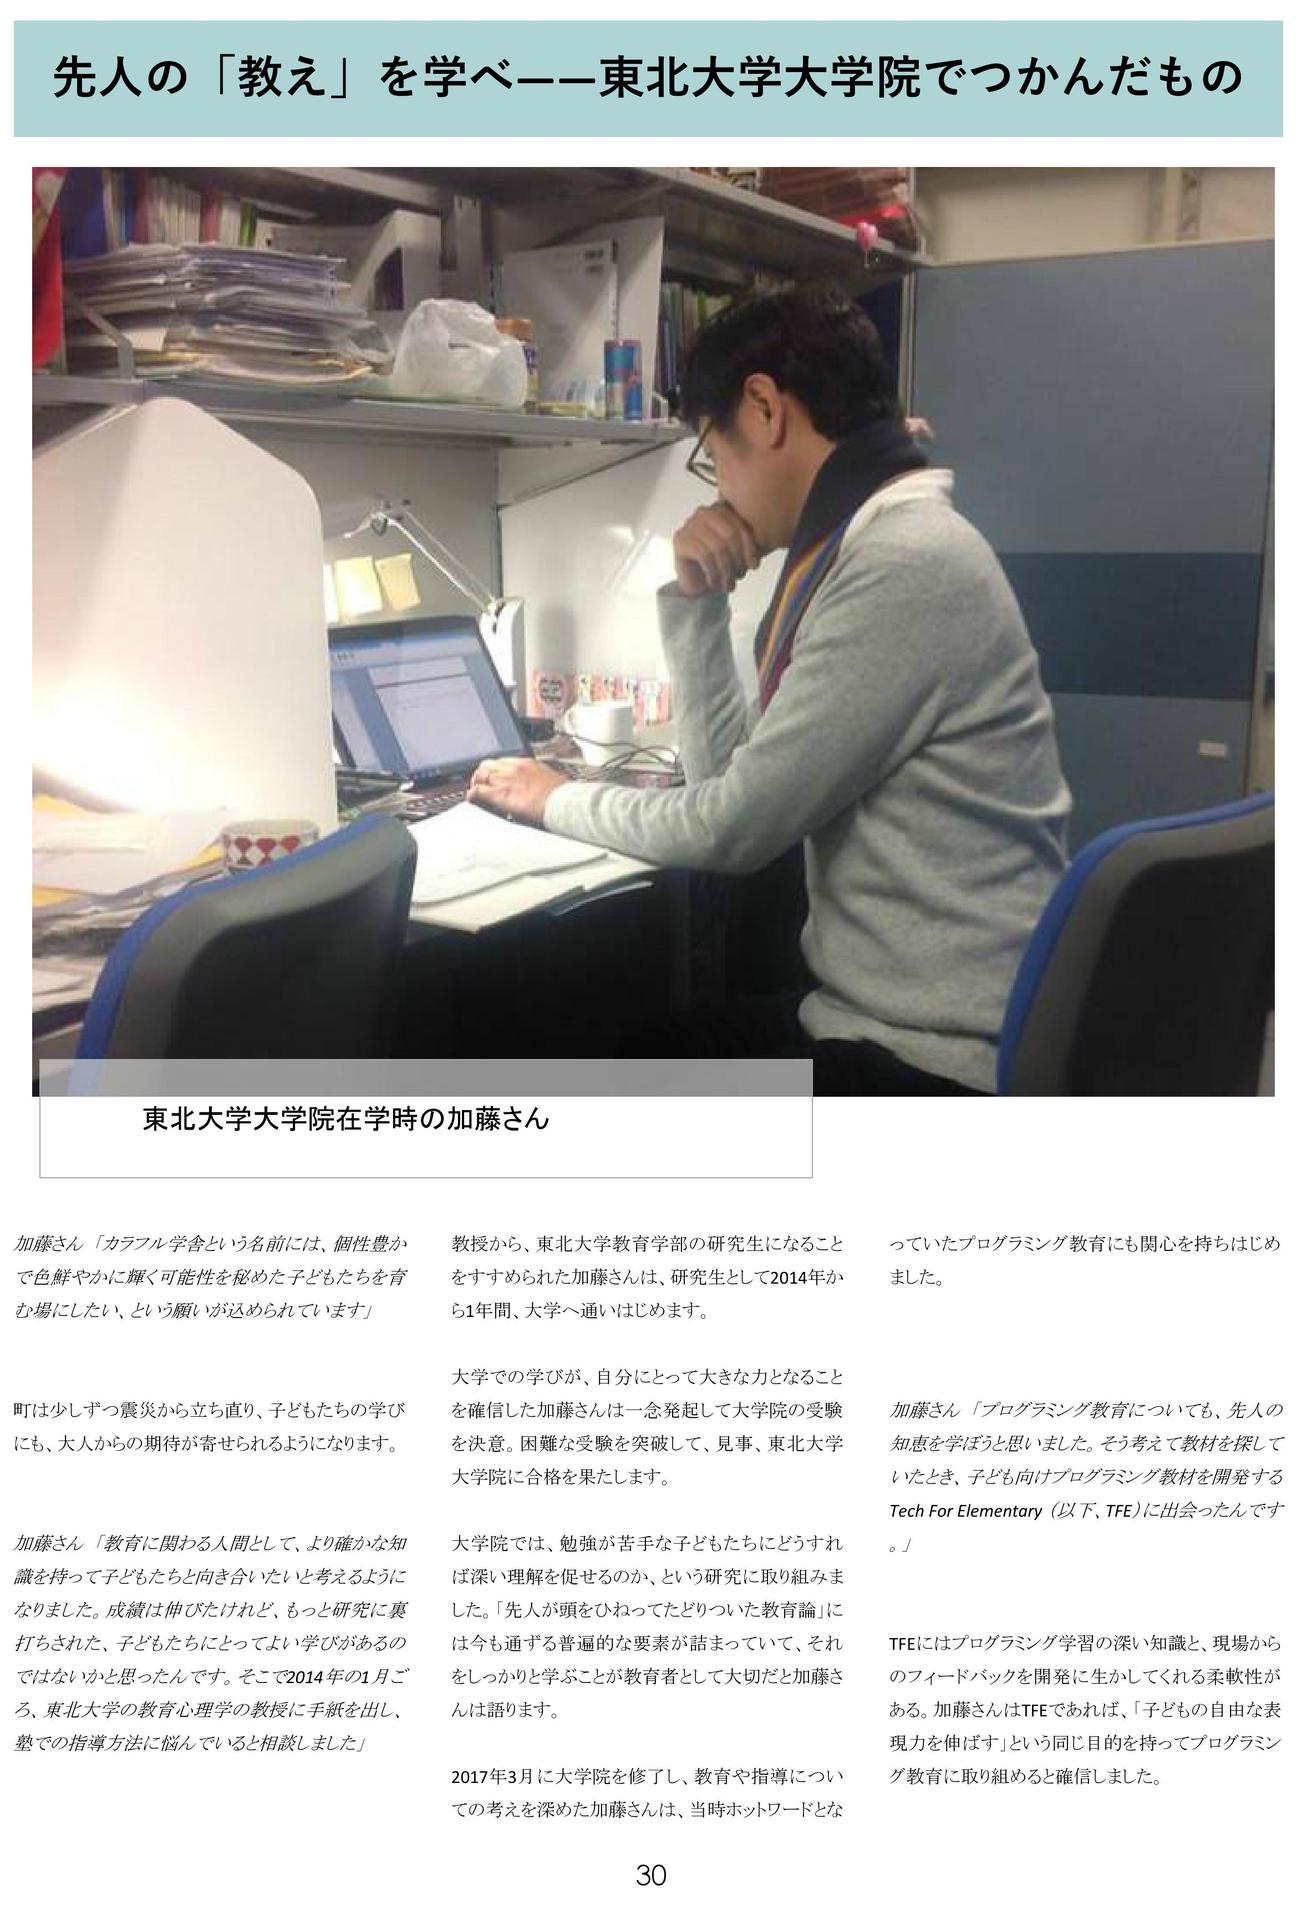 先人の「教え」を学べ——東北大学大学院でつかんだもの
東北大学大学院在学時の加藤さん
加藤さん「カラフル学舎という名前には、個性豊か
で色鮮やかに輝く可能性を秘めた子どもたちを育
む場にしたい、という願いが込められています」
町は少しずつ震災から立ち直り、子どもたちの学び
にも、大人からの期待が寄せられるようになります。
加藤さん「教育に関わる人間として、より確かな知
識を持って子どもたちと向き合いたいと考えるように
なりました。成績は伸びたけれど、もっと研究に裏
打ちされた、子どもたちにとってよい学びがあるの
ではないかと思ったんです。そこで2014年の1月ご
ろ、東北大学の教育心理学の教授に手紙を出し、
塾での指導方法に悩んでいると相談しました」
教授から、東北大学教育学部の研究生になること
をすすめられた加藤さんは、研究生として2014年か
ら1年間、大学へ通いはじめます。
大学での学びが、自分にとって大きな力となること
を確信した加藤さんは一念発起して大学院の受験
を決意。困難な受験を突破して、見事、東北大学
大学院に合格を果たします。
大学院では、勉強が苦手な子どもたちにどうすれ
ば深い理解を促せるのか、という研究に取り組みま
した。「先人が頭をひねってたどりついた教育論」に
は今も通ずる普遍的な要素が詰まっていて、それ
をしっかりと学ぶことが教育者として大切だと加藤さ
んは語ります。
2017年3月に大学院を修了し、教育や指導につい
ての考えを深めた加藤さんは、当時ホットワードとな
っていたプログラミング教育にも関心を持ちはじめ
ました。
加藤さん「プログラミング教育についても、先人の
知恵を学ぼうと思いました。そう考えて教材を探して
いたとき、子ども向けプログラミング教材を開発する
Tech For Elementary（以下、TFE）に出会ったんです
。」
TFEにはプログラミング学習の深い知識と、現場から
のフィードバックを開発に生かしてくれる柔軟性が
ある。加藤さんはTFEであれば、「子どもの自由な表
現力を伸ばす」という同じ目的を持ってプログラミン
グ教育に取り組めると確信しました。
30